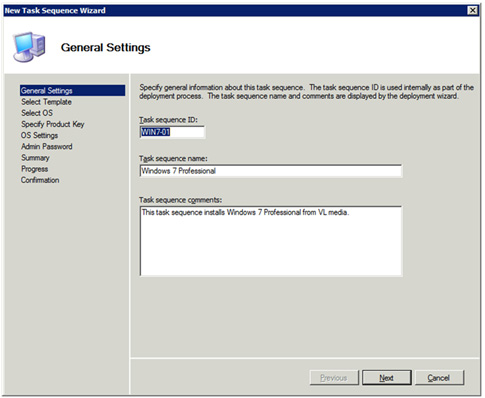 New Task Sequence Wizard
General Settings
General Settings
Select Template
Select OS
Specify Product Key
OS Settings
Admin Password
Summary
Progress
Confirmation
Specify general information about this task sequence. The task sequence ID is used internally as part of the
deployment process. The task sequence name and comments are displayed by the deployment wizard.
Task sequence ID:
WIN7-01
Task sequence name:
Windows 7 Professional
Task sequence comments:
This task sequence installs Windows 7 Professional from VL media.
Previous
Next
Cancel